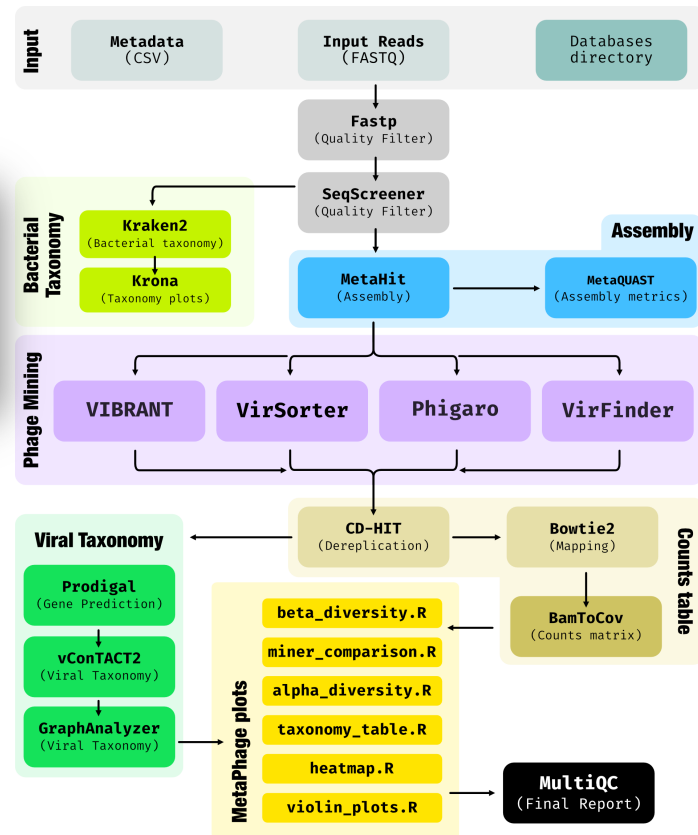 Input
Metadata
(CSV)
Input Reads
(FASTQ)
Databases
directory
Fastp
(Quality Filter)
SeqScreener
(Quality Filter)
Bacterial
Taxonomy
Kraken2
(Bacterial taxonomy)
Krona
(Taxonomy plots)
Assembly
MetaHit
(Assembly)
MetaQUAST
(Assembly metrics)
Phage Mining
VIBRANT
VirSorter
Phigaro
VirFinder
CD-HIT
(Dereplication)
Bowtie2
(Mapping)
BamToCov
(Counts matrix)
Counts table
Viral Taxonomy
Prodigal
(Gene Prediction)
vConTACT2
(Viral Taxonomy)
GraphAnalyzer
(Viral Taxonomy)
MetaPhage plots
beta_diversity.R
miner_comparison.R
alpha_diversity.R
taxonomy_table.R
heatmap.R
violin_plots.R
MultiQC
(Final Report)